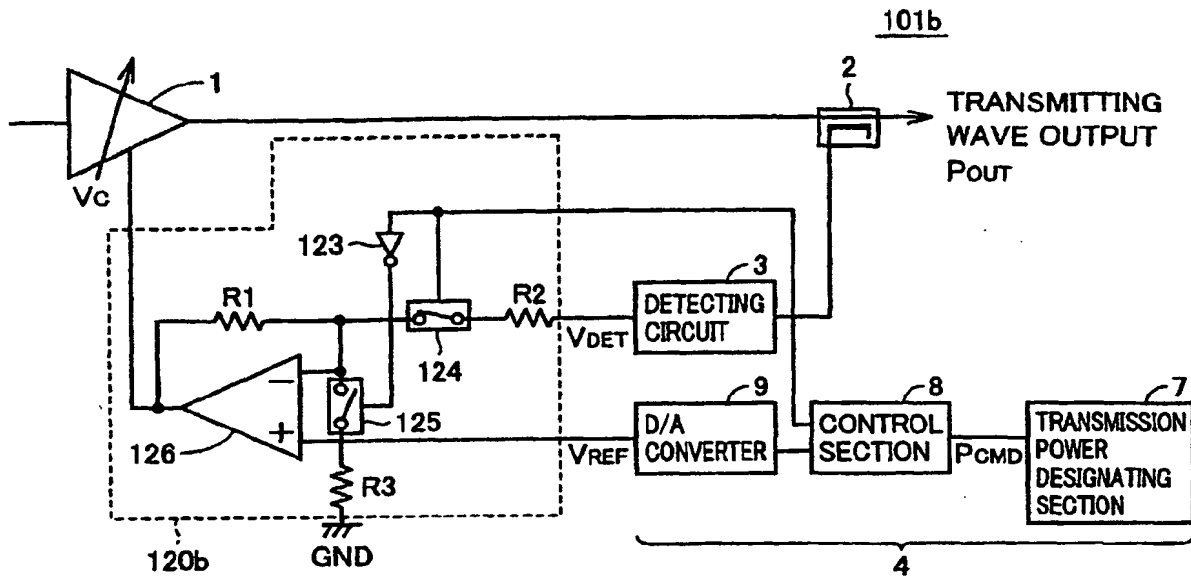 101b
1
2
TRANSMITTING
WAVE OUTPUT
POUT
VC
123
3
R1
R2
DETECTING
CIRCUIT
VDET
124
9
8
7
125
D/A
CONVERTER
CONTROL
SECTION
TRANSMISSION
POWER
DESIGNATING
SECTION
126
VREF
PCMD
R3
120b
GND
4
−
+